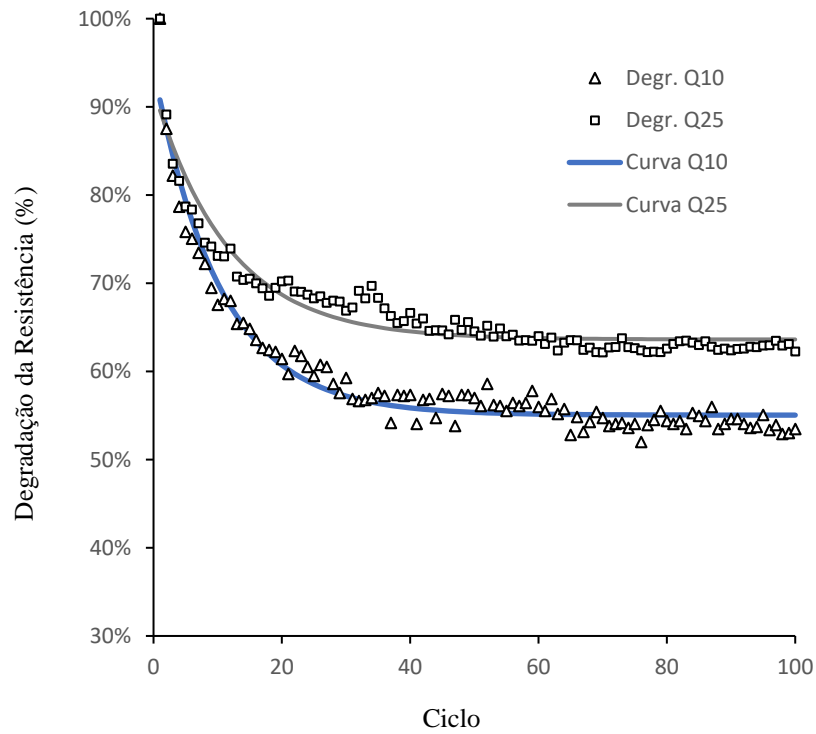 100%
90%
80%
70%
60%
50%
40%
30%
Degradação da Resistência (%)
Degr. Q10
Degr. Q25
Curva Q10
Curva Q25
0 20 40 60 80 100
Ciclo